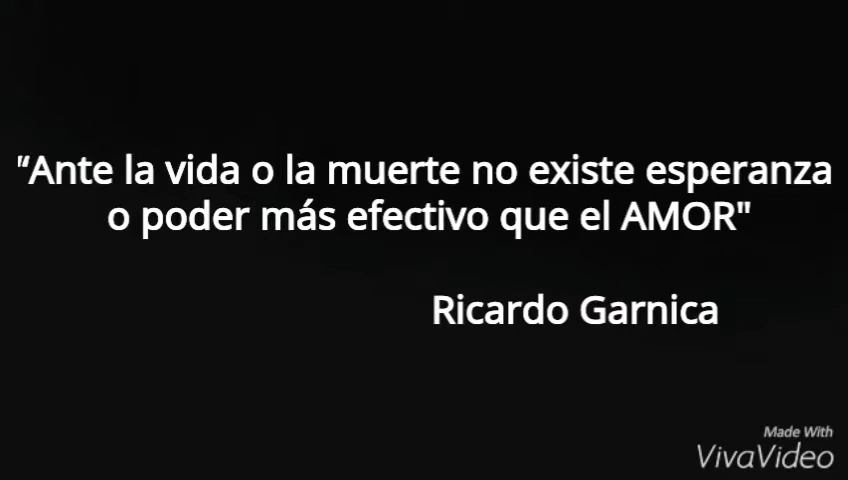 "Ante la vida o la muerte no existe esperanza
o poder más efectivo que el AMOR"
Ricardo Garnica
Made With
VivaVideo